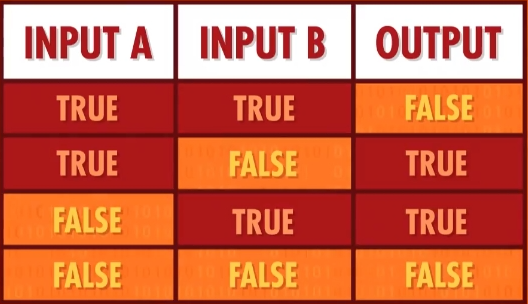 INPUT A INPUT B OUTPUT
TRUE TRUE FALSE
TRUE FALSE TRUE
FALSE TRUE TRUE
FALSE FALSE FALSE